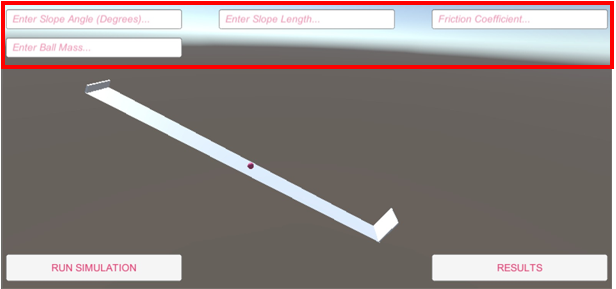 Enter Slope Angle (Degrees)...
Enter Slope Length...
Friction Coefficient...
Enter Ball Mass...
RUN SIMULATION
RESULTS